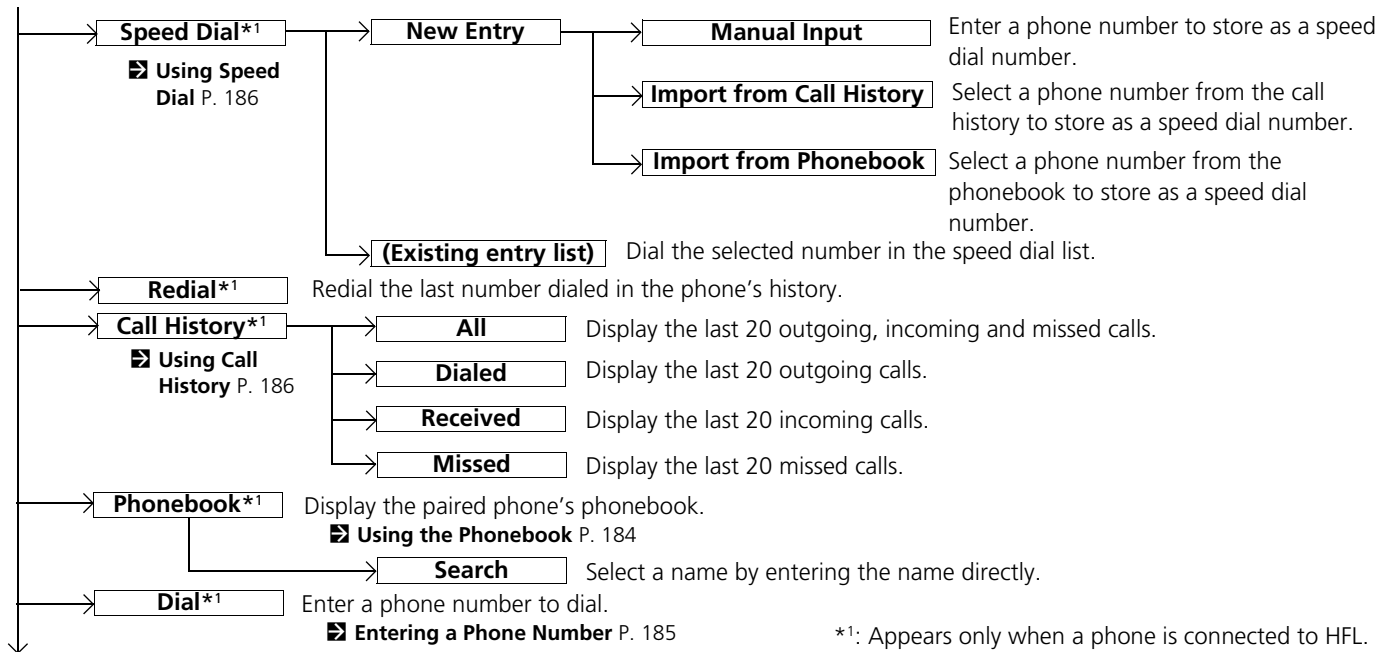 Speed Dial*1
New Entry
Manual Input
Enter a phone number to store as a speed
dial number.
Using Speed
Dial P. 186
Import from Call History
Select a phone number from the call
history to store as a speed dial number.
Import from Phonebook
Select a phone number from the
phonebook to store as a speed dial
number.
(Existing entry list)
Dial the selected number in the speed dial list.
Redial*1
Redial the last number dialed in the phone’s history.
Call History*1
All
Display the last 20 outgoing, incoming and missed calls.
Using Call
History P. 186
Dialed
Display the last 20 outgoing calls.
Received
Display the last 20 incoming calls.
Missed
Display the last 20 missed calls.
Phonebook*1
Display the paired phone’s phonebook.
Using the Phonebook P. 184
Search
Select a name by entering the name directly.
Dial*1
Enter a phone number to dial.
Entering a Phone Number P. 185
*1: Appears only when a phone is connected to HFL.